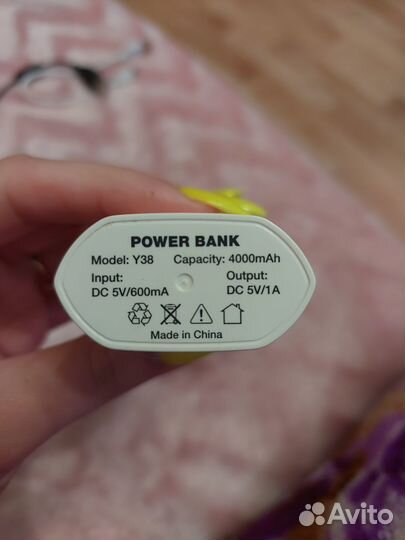 POWER BANK
Model: Y38 Capacity: 4000mAh
Input: Output:
DC 5V/600mA DC 5V/1A
Made in China
Avito